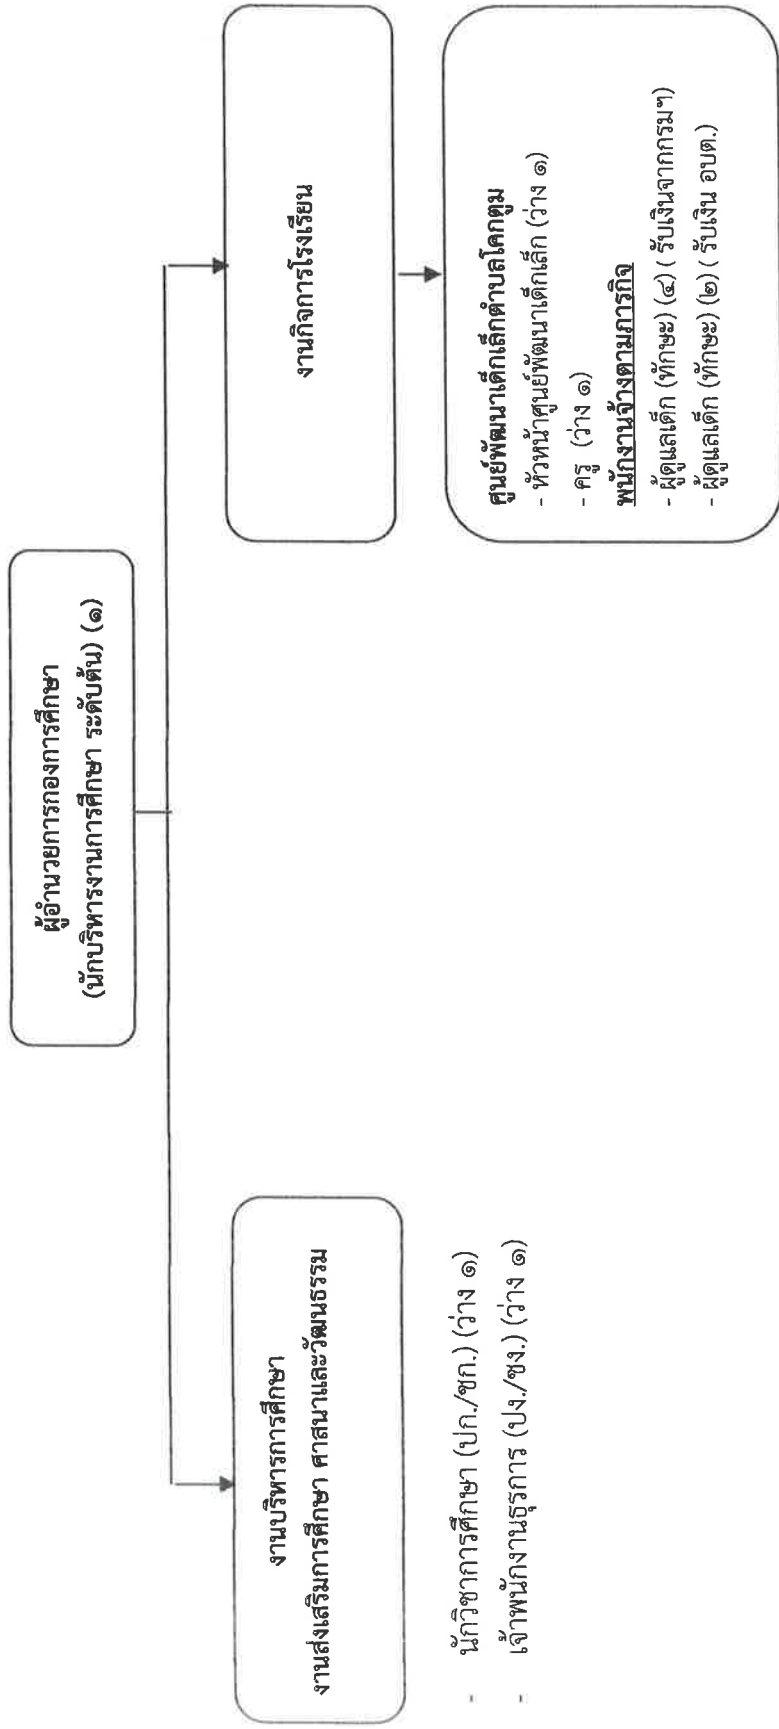 ผู้อำนวยการกองการศึกษา
(นักบริหารงานการศึกษา ระดับต้น) (๑)
งานบริหารการศึกษา
งานส่งเสริมการศึกษา ศาสนาและวัฒนธรรม
- นักวิชาการศึกษา (ปก./ชก.) (ว่าง ๑)
- เจ้าพนักงานธุรการ (ปง./ชง.) (ว่าง ๑)
งานกิจการโรงเรียน
ศูนย์พัฒนาเด็กเล็กตำบลโคกตูม
- หัวหน้าศูนย์พัฒนาเด็กเล็ก (ว่าง ๑)
- ครู (ว่าง ๑)
พนักงานจ้างตามภารกิจ
- ผู้ดูแลเด็ก (ทักษะ) (๔) ( รับเงินจากกรมฯ)
- ผู้ดูแลเด็ก (ทักษะ) (๒) ( รับเงิน อบต.)